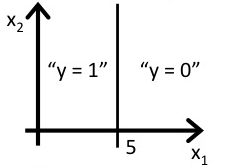 x2
“y = 1” “y = 0”
5
x1